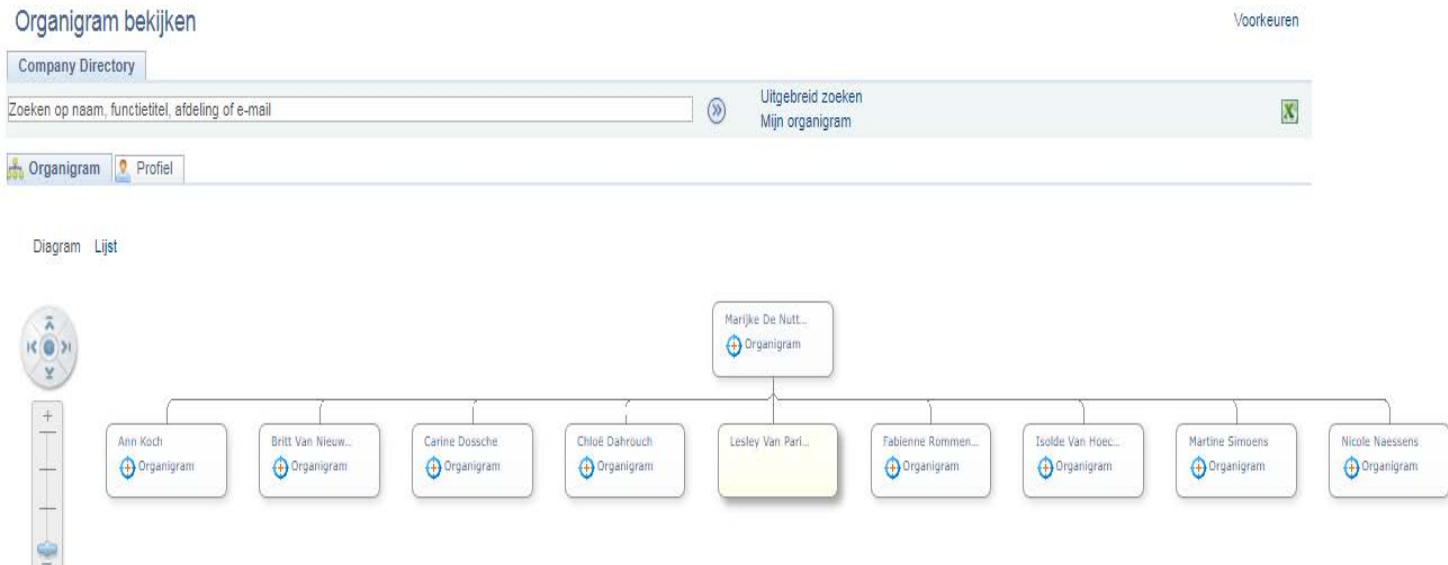 Organigram bekijken
Voorkeuren
Company Directory
Zoeken op naam, functietitel, afdeling of e-mail
Uitgebreid zoeken
Mijn organigram
Organigram
Profiel
Diagram Lijst
Marijke De Nutt...
Organigram
Ann Koch
Organigram
Britt Van Nieuw...
Organigram
Carine Dossche
Organigram
Chloë Dahrouch
Organigram
Lesley Van Pari...
Fabienne Rommen...
Organigram
Isolde Van Hoec...
Organigram
Martine Simoens
Organigram
Nicole Naessens
Organigram